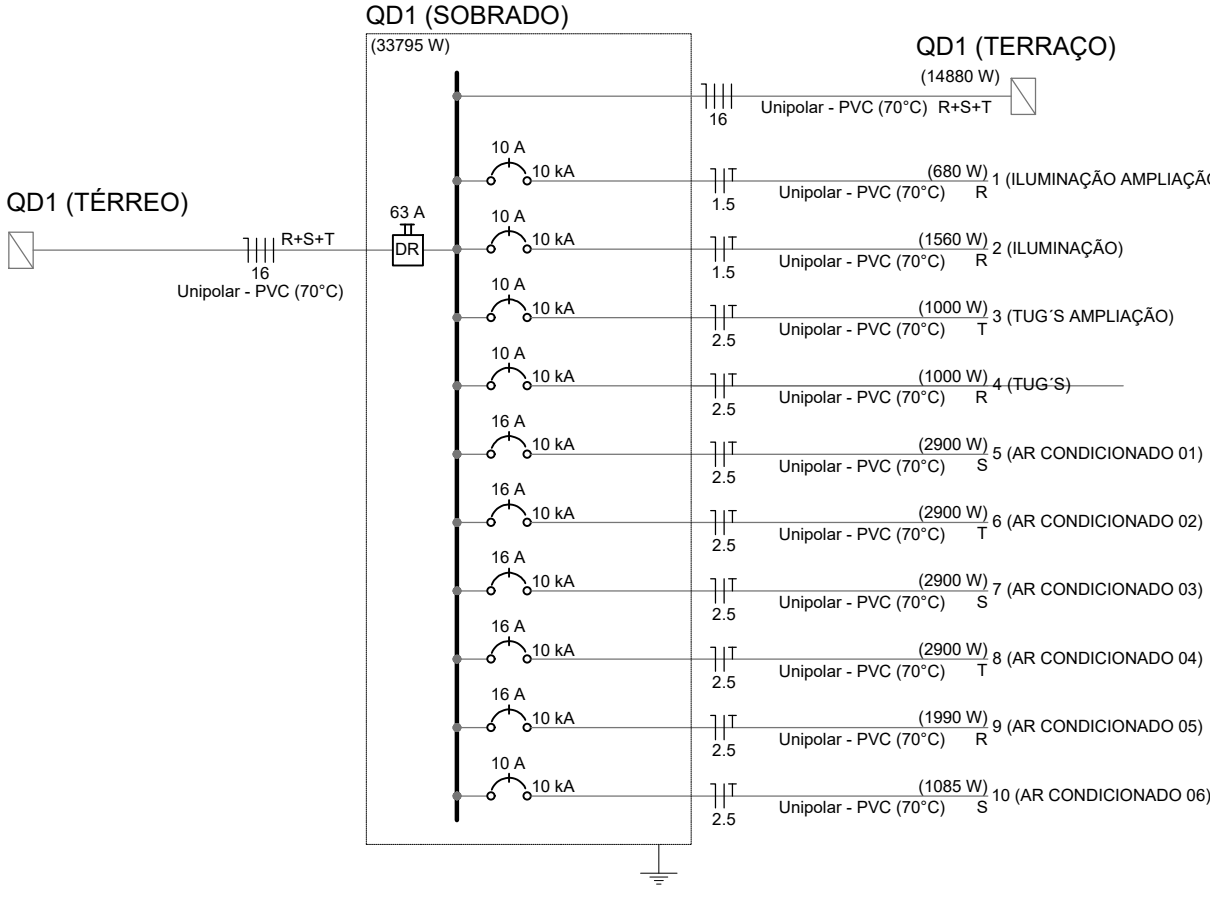 QD1 (SOBRADO)
(33795 W)
QD1 (TERRAÇO)
(14880 W)
16
Unipolar - PVC (70°C) R+S+T
QD1 (TÉRREO)
R+S+T
16
Unipolar - PVC (70°C)
63 A
DR
10 A
10 kA
1.5
(680 W)
Unipolar - PVC (70°C) R
1 (ILUMINAÇÃO AMPLIAÇÃO
10 A
10 kA
1.5
(1560 W)
Unipolar - PVC (70°C) R
2 (ILUMINAÇÃO)
10 A
10 kA
2.5
(1000 W)
Unipolar - PVC (70°C) T
3 (TUG´S AMPLIAÇÃO)
10 A
10 kA
2.5
(1000 W)
Unipolar - PVC (70°C) R
4 (TUG´S)
16 A
10 kA
2.5
(2900 W)
Unipolar - PVC (70°C) S
5 (AR CONDICIONADO 01)
16 A
10 kA
2.5
(2900 W)
Unipolar - PVC (70°C) T
6 (AR CONDICIONADO 02)
16 A
10 kA
2.5
(2900 W)
Unipolar - PVC (70°C) S
7 (AR CONDICIONADO 03)
16 A
10 kA
2.5
(2900 W)
Unipolar - PVC (70°C) T
8 (AR CONDICIONADO 04)
16 A
10 kA
2.5
(1990 W)
Unipolar - PVC (70°C) R
9 (AR CONDICIONADO 05)
10 A
10 kA
2.5
(1085 W)
Unipolar - PVC (70°C) S
10 (AR CONDICIONADO 06)